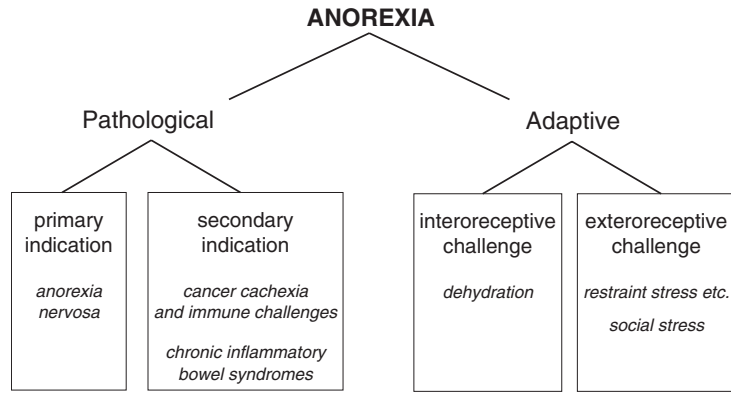 ANOREXIA
Pathological
Adaptive
primary
indication
anorexia
nervosa
secondary
indication
cancer cachexia
and immune challenges
chronic inflammatory
bowel syndromes
interoreceptive
challenge
dehydration
exteroreceptive
challenge
restraint stress etc.
social stress